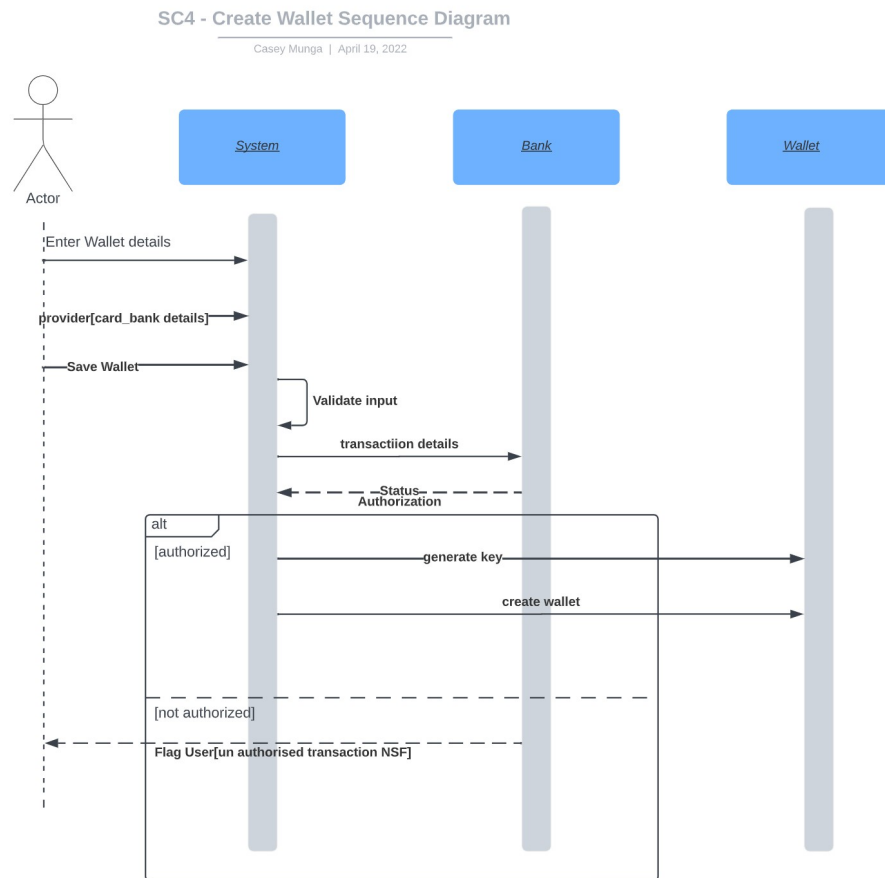 SC4 - Create Wallet Sequence Diagram
Casey Munga | April 19, 2022
System
Bank
Wallet
Actor
Enter Wallet details
provider[card_bank details]
Save Wallet
Validate input
transactiion details
Status
Authorization
alt
[authorized]
generate key
create wallet
[not authorized]
Flag User[un authorised transaction NSF]